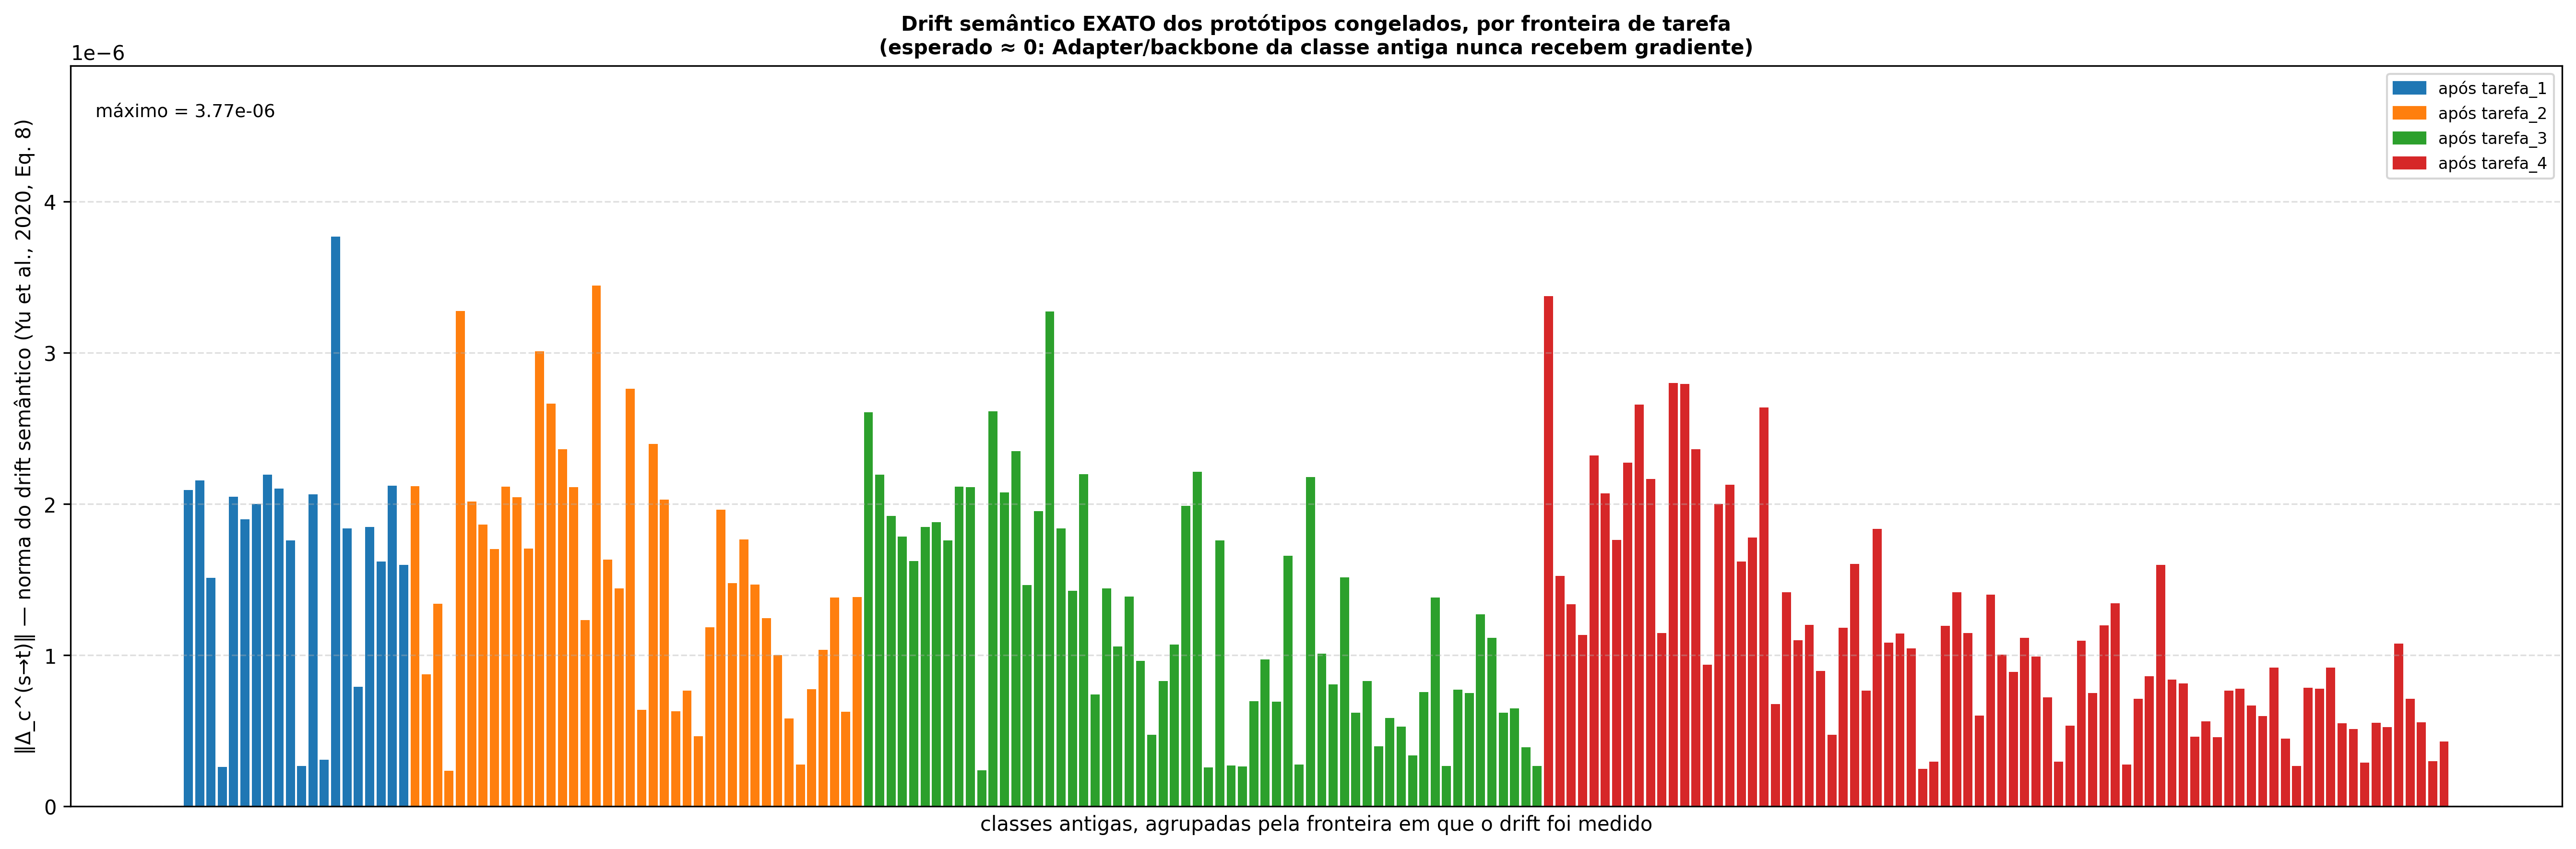 Drift semântico EXATO dos protótipos congelados, por fronteira de tarefa
(esperado ≈ 0: Adapter/backbone da classe antiga nunca recebem gradiente)
1e−6
máximo = 3.77e-06
após tarefa_1
após tarefa_2
após tarefa_3
após tarefa_4
‖Δ_c^(s→t)‖ — norma do drift semântico (Yu et al., 2020, Eq. 8)
4
3
2
1
0
classes antigas, agrupadas pela fronteira em que o drift foi medido